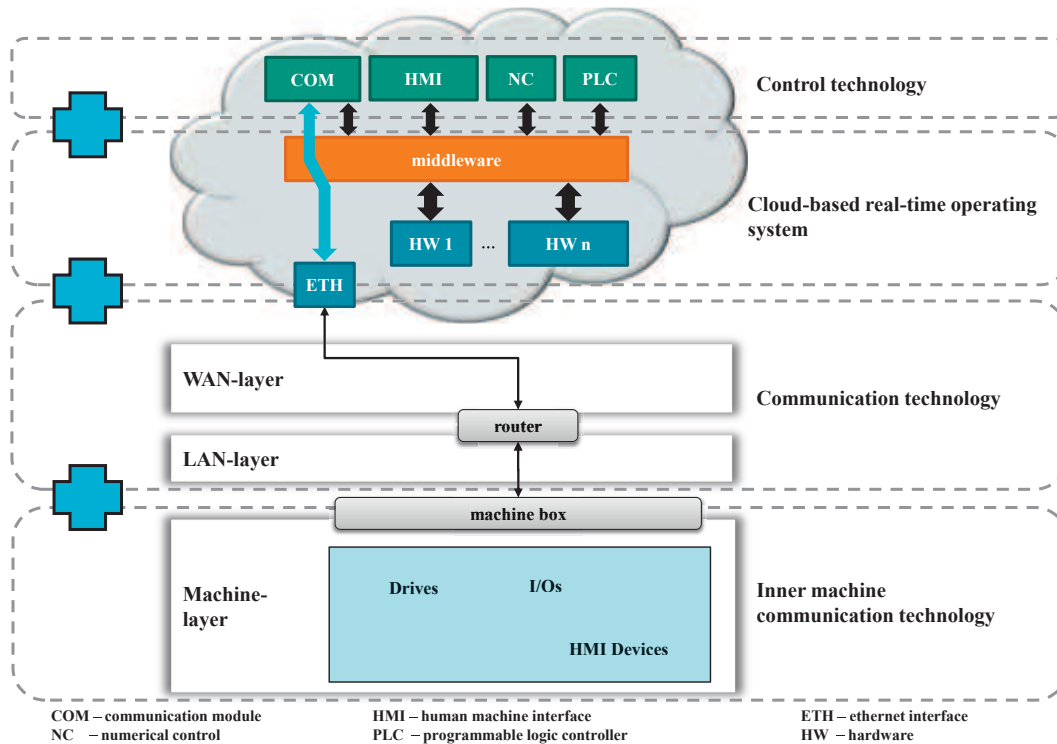 COM
HMI
NC
PLC
Control technology
middleware
Cloud-based real-time operating
system
HW 1
...
HW n
ETH
WAN-layer
Communication technology
router
LAN-layer
machine box
Machine-
layer
Drives
I/Os
HMI Devices
Inner machine
communication technology
COM – communication module
HMI – human machine interface
ETH – ethernet interface
NC – numerical control
PLC – programmable logic controller
HW – hardware